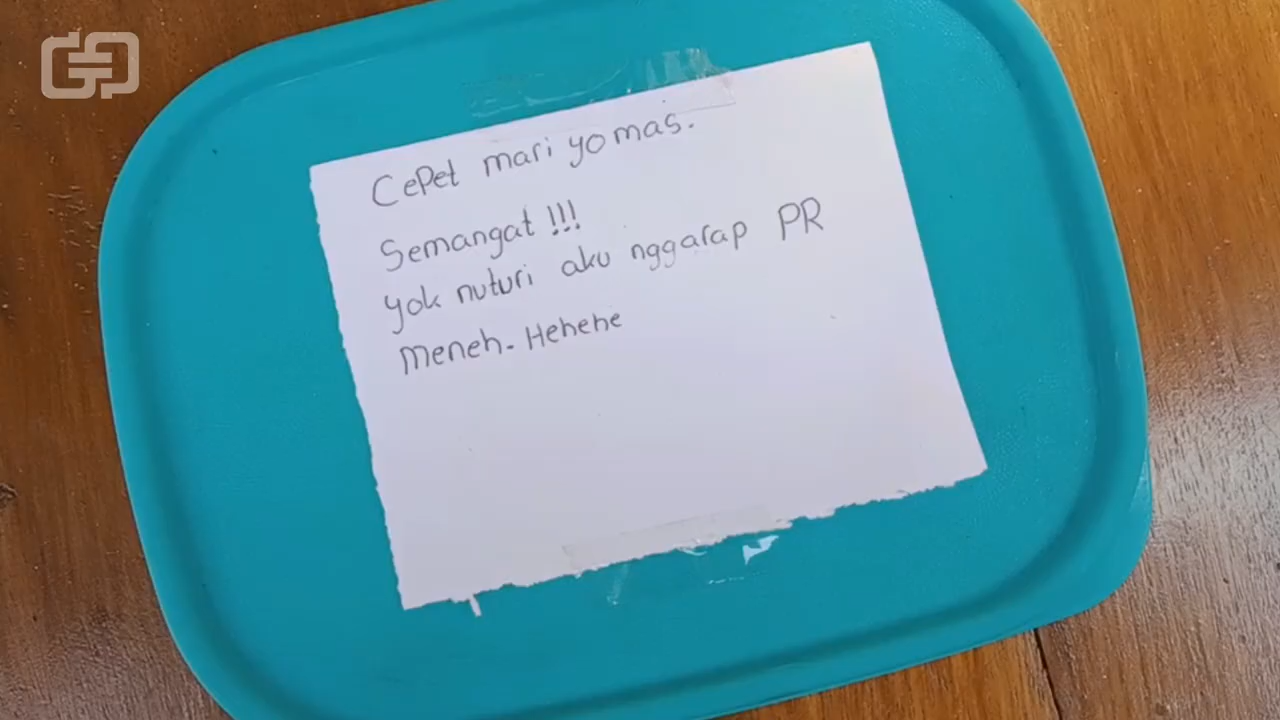 Cepet mari yo mas.
Semangat !!!
yok nuturi aku nggarap PR
meneh. Hehehe